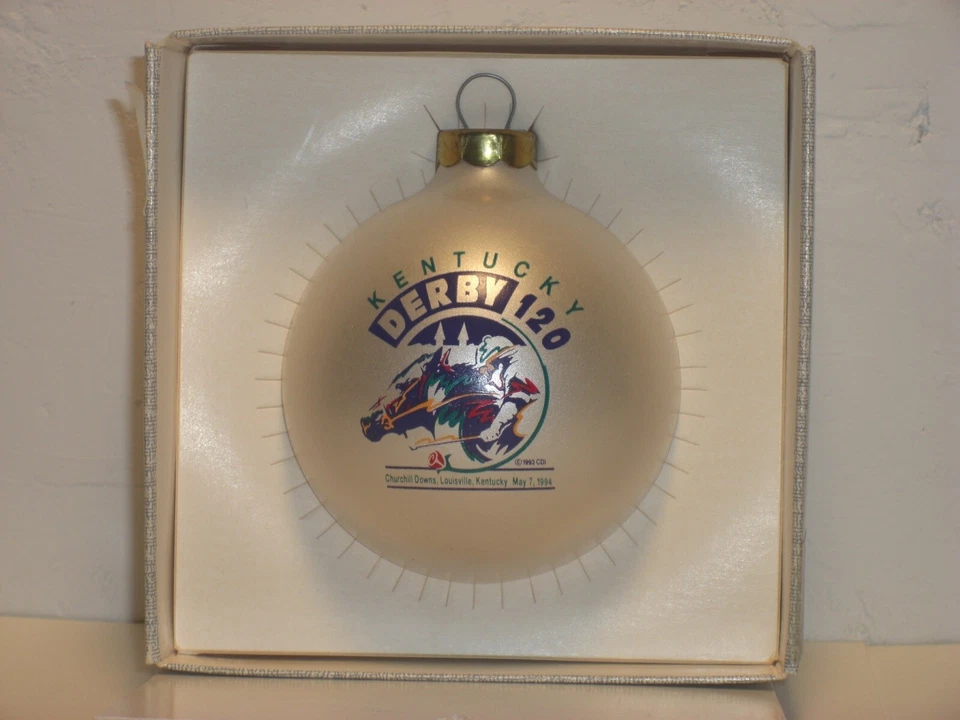 KENTUCKY
DERBY 120
© 1993 CDI
Churchill Downs, Louisville, Kentucky May 7, 1994